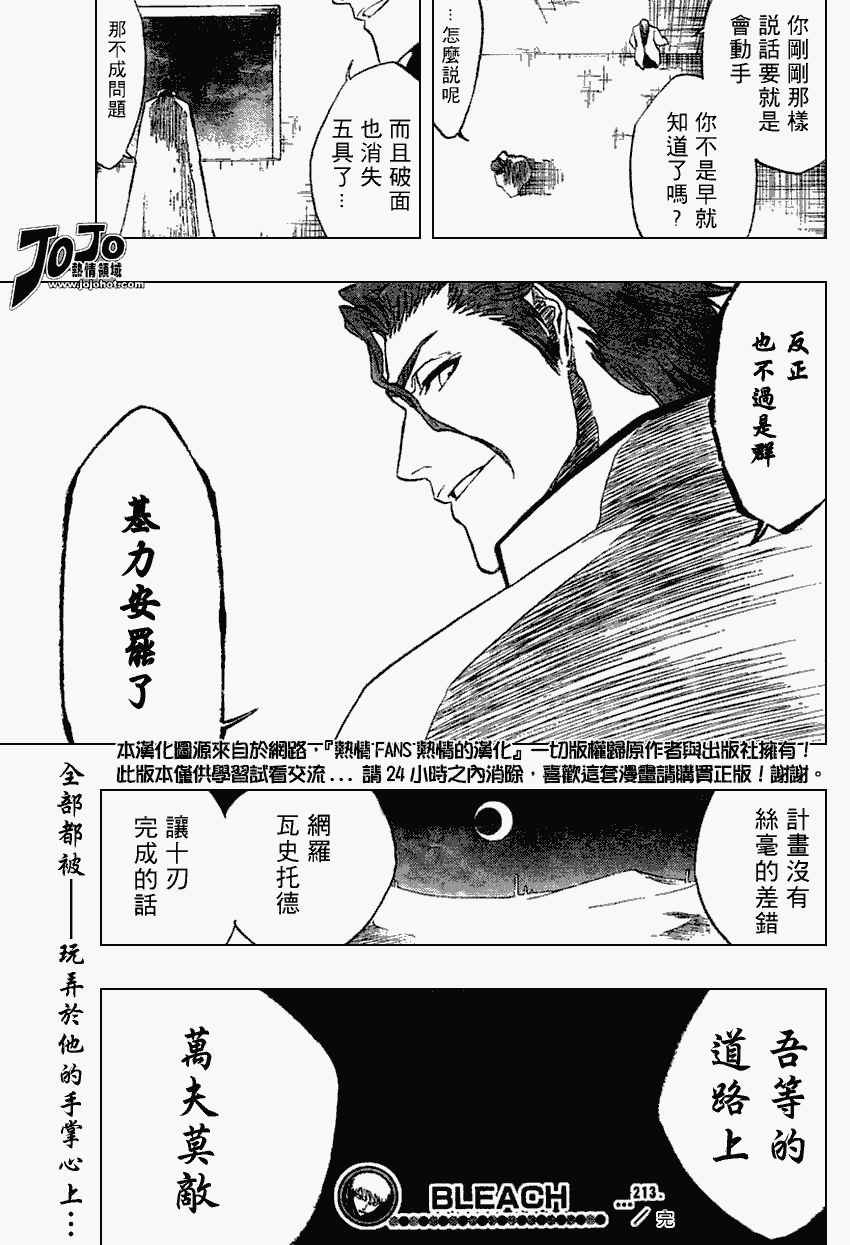 你剛剛那樣
説話要就是
會動手
你不是早就
知道了嗎?
…怎麼説呢
而且破面
也消失
五具了…
那不成問題
JOJO
熱情領域
www.jojohot.com
反正
也不過是群
基力安罷了
本漢化圖源來自於網路,『熱情FANS熱情的漢化』一切版權歸原作者與出版社擁有!
此版本僅供學習試看交流...請24小時之內消除,喜歡這套漫畫請購買正版!謝謝。
計畫沒有
絲毫的差錯
網羅
瓦史托德
讓十刃
完成的話
吾等的
道路上
萬夫莫敵
全部都被——玩弄於他的手掌心上…
BLEACH
...213.
/完